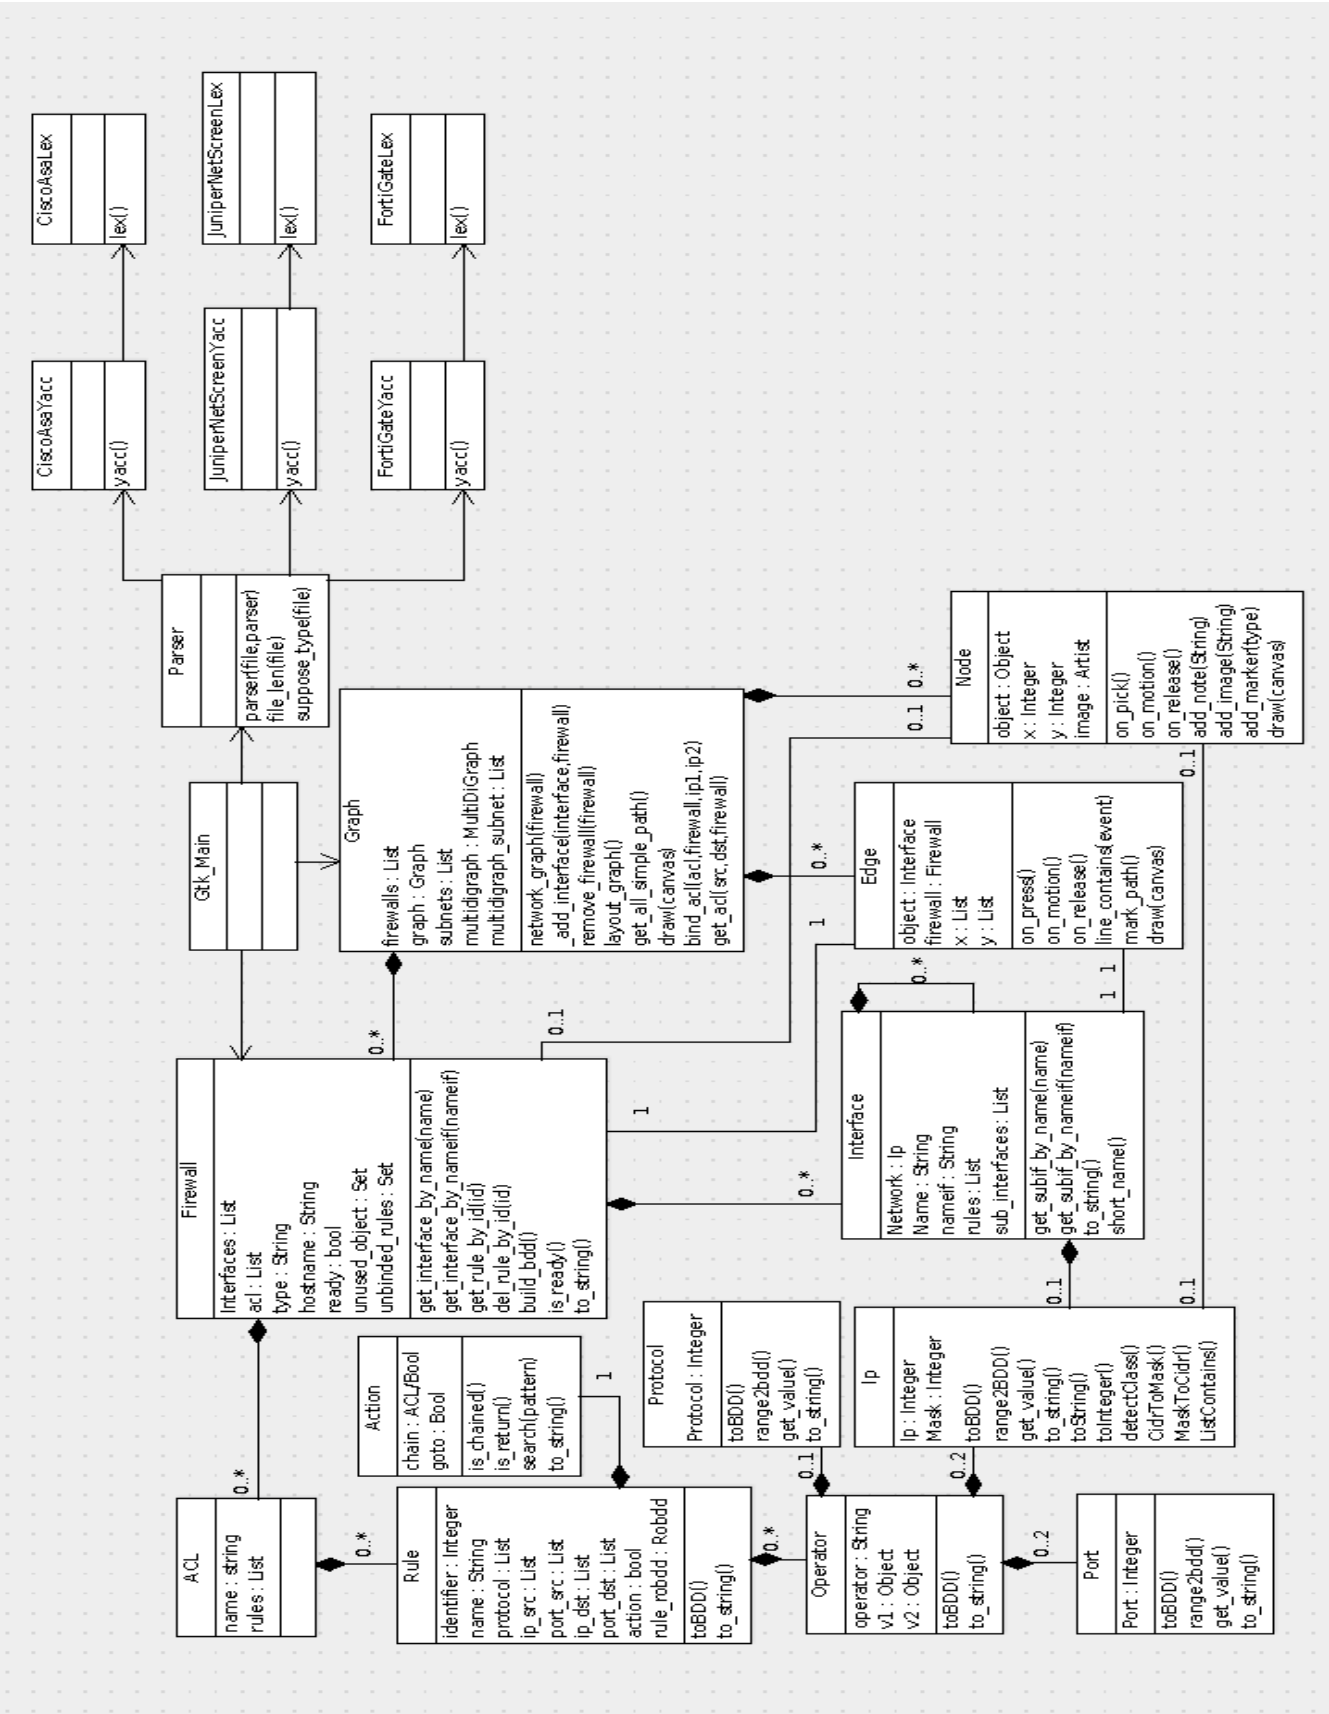 CiscoAsaLex
lex()
JuniperNetScreenLex
lex()
FortiGateLex
lex()
CiscoAsaYacc
yacc()
JuniperNetScreenYacc
yacc()
FortiGateYacc
yacc()
Parser
parser(file,parser)
file_len(file)
suppose_type(file)
Gtk_Main
Graph
firewalls : List
graph : Graph
subnets : List
multidigraph : MultiDiGraph
multidigraph_subnet : List
network_graph(firewall)
_add_interface(interface,firewall)
remove_firewall(firewall)
layout_graph()
get_all_simple_path()
draw(canvas)
bind_acl(acl,firewall,ip1,ip2)
get_acl(src,dst,firewall)
Node
object : Object
x : Integer
y : Integer
image : Artist
on_pick()
on_motion()
on_release()
add_note(String)
add_image(String)
add_marker(type)
draw(canvas)
0..*
0..1
0..1
Edge
object : Interface
firewall : Firewall
x : List
y : List
on_press()
on_motion()
on_release()
line_contains(event)
mark_path()
draw(canvas)
0..*
1
1
Firewall
Interfaces : List
acl : List
type : String
hostname : String
ready : bool
unused_object : Set
unbinded_rules : Set
get_interface_by_name(name)
get_interface_by_nameif(nameif)
get_rule_by_id(id)
del_rule_by_id(id)
build_bdd()
is_ready()
to_string()
0..*
0..1
1
Interface
Network : Ip
Name : String
nameif : String
rules : List
sub_interfaces : List
get_subif_by_name(name)
get_subif_by_nameif(nameif)
to_string()
short_name()
0..*
0..*
1
ACL
name : string
rules : List
0..*
Action
chain : ACL/Bool
goto : Bool
is_chained()
is_return()
search(pattern)
to_string()
1
Rule
identifier : Integer
name : String
protocol : List
ip_src : List
port_src : List
ip_dst : List
port_dst : List
action : bool
rule_robdd : Robdd
toBDD()
to_string()
0..*
Protocol
Protocol : Integer
toBDD()
range2bdd()
get_value()
to_string()
0..1
Ip
Ip : Integer
Mask : Integer
toBDD()
range2BDD()
get_value()
to_string()
toString()
toInteger()
detectClass()
CidrToMask()
MaskToCidr()
ListContains()
0..1
0..1
0..2
Operator
operator : String
v1 : Object
v2 : Object
toBDD()
to_string()
0..*
Port
Port : Integer
toBDD()
range2bdd()
get_value()
to_string()
0..2